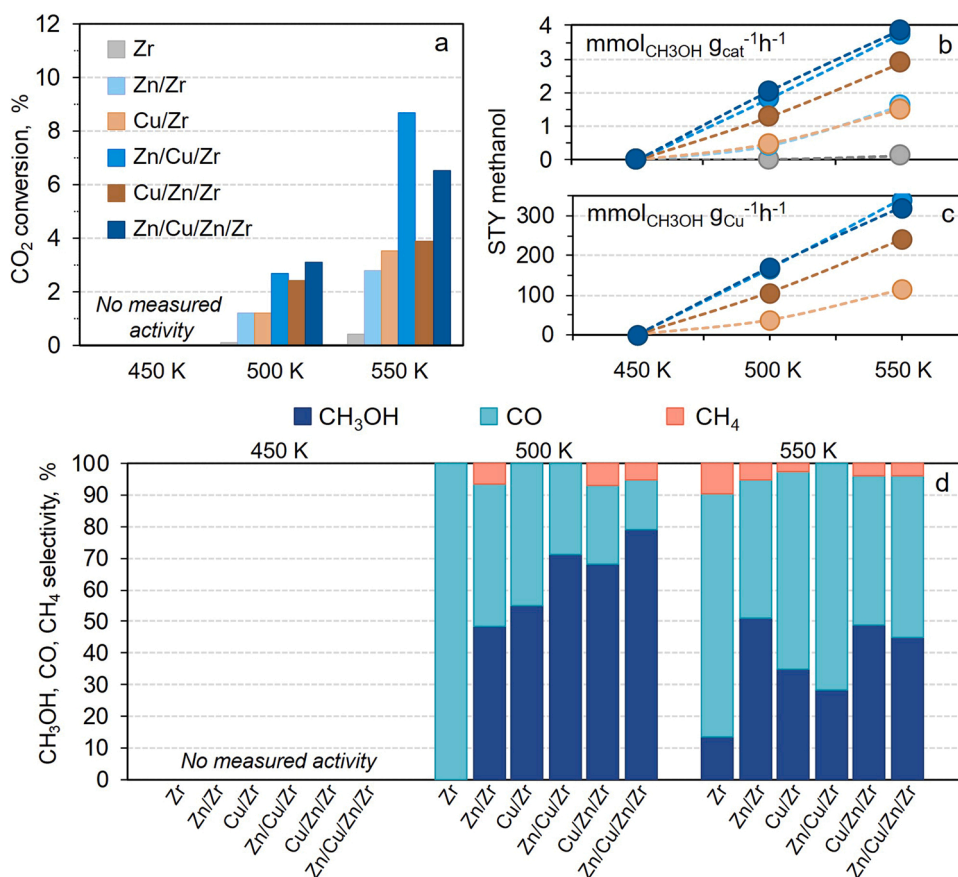 a
CO₂ conversion, %
12
10
8
6
4
2
0
Zr
Zn/Zr
Cu/Zr
Zn/Cu/Zr
Cu/Zn/Zr
Zn/Cu/Zn/Zr
No measured
activity
450 K
500 K
550 K
b
mmol_CH3OH g_cat⁻¹h⁻¹
4
3
2
1
0
STY methanol
c
mmol_CH3OH g_Cu⁻¹h⁻¹
300
200
100
0
450 K
500 K
550 K
CH₃OH
CO
CH₄
450 K
500 K
550 K
d
CH₃OH, CO, CH₄ selectivity, %
100
90
80
70
60
50
40
30
20
10
0
No measured activity
Zr
Zn/Zr
Cu/Zr
Zn/Cu/Zr
Cu/Zn/Zr
Zn/Cu/Zn/Zr
Zr
Zn/Zr
Cu/Zr
Zn/Cu/Zr
Cu/Zn/Zr
Zn/Cu/Zn/Zr
Zr
Zn/Zr
Cu/Zr
Zn/Cu/Zr
Cu/Zn/Zr
Zn/Cu/Zn/Zr